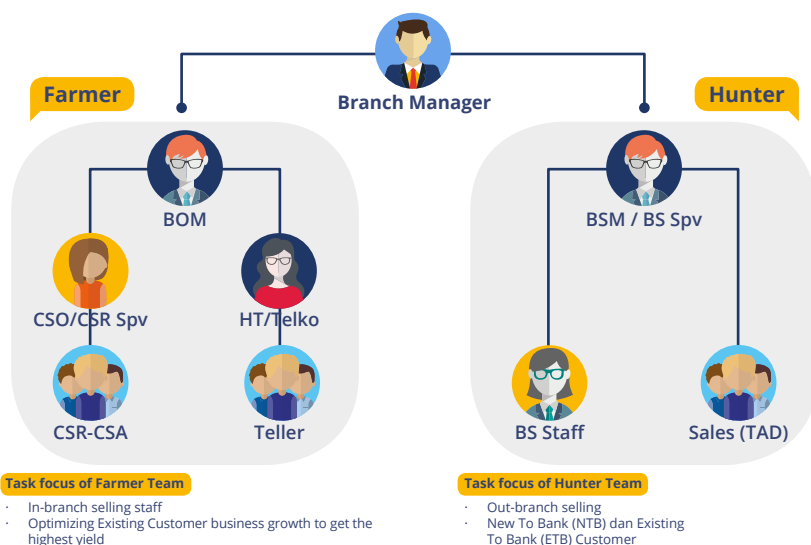 Branch Manager
Farmer
BOM
CSO/CSR Spv
HT/Telko
CSR-CSA
Teller
Task focus of Farmer Team
· In-branch selling staff
· Optimizing Existing Customer business growth to get the
highest yield
Hunter
BSM / BS Spv
BS Staff
Sales (TAD)
Task focus of Hunter Team
· Out-branch selling
· New To Bank (NTB) dan Existing
To Bank (ETB) Customer